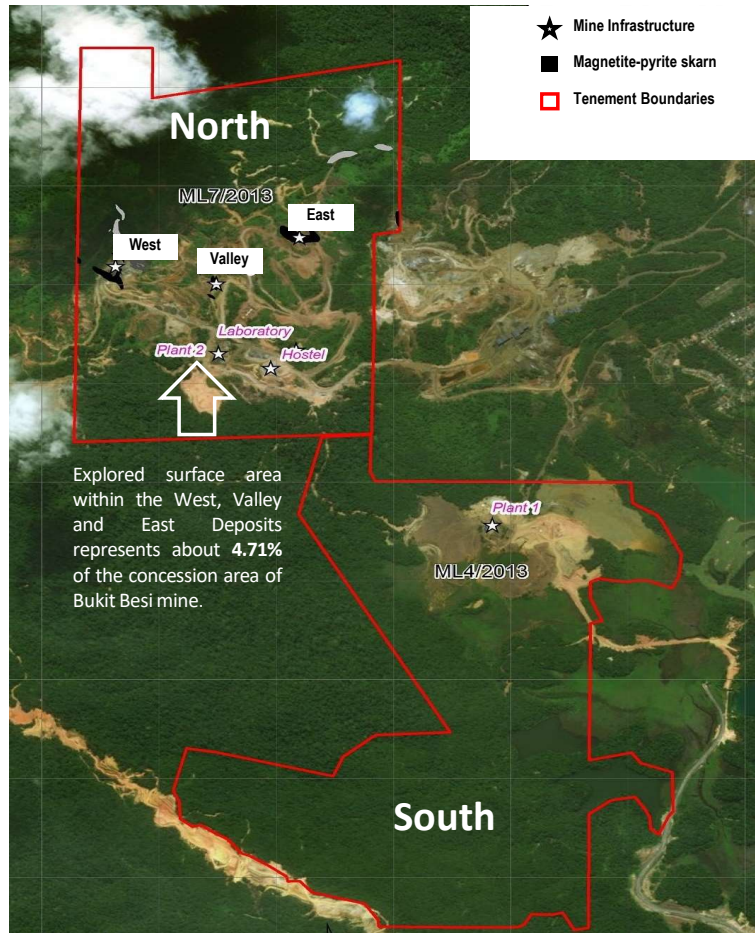 Mine Infrastructure
Magnetite-pyrite skarn
Tenement Boundaries
North
ML7/2013
East
West
Valley
Laboratory
Plant 2
Hostel
Explored surface area
within the West, Valley
and East Deposits
represents about 4.71%
of the concession area of
Bukit Besi mine.
Plant 1
ML4/2013
South